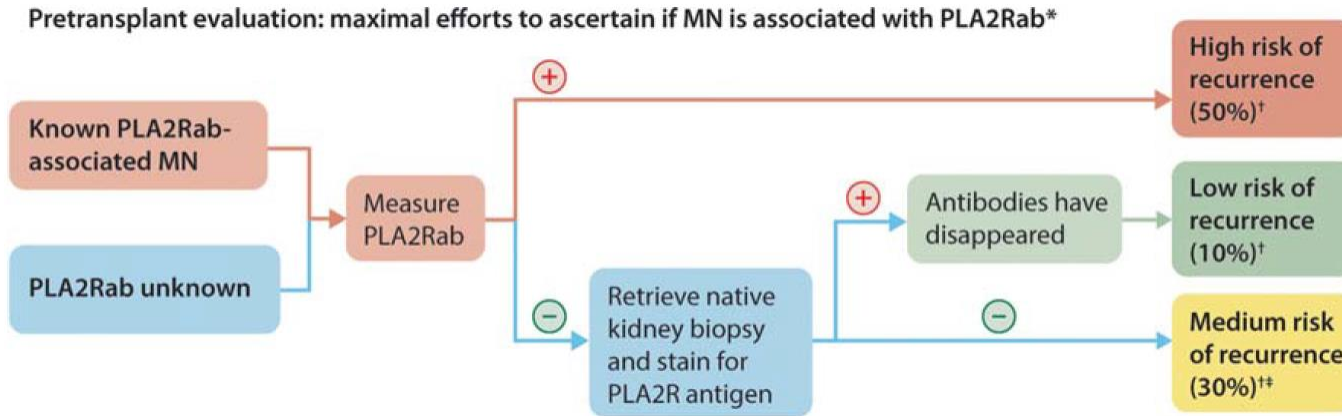 Pretransplant evaluation: maximal efforts to ascertain if MN is associated with PLA2Rab*
Known PLA2Rab-
associated MN
PLA2Rab unknown
Measure
PLA2Rab
+
−
Retrieve native
kidney biopsy
and stain for
PLA2R antigen
+
−
Antibodies have
disappeared
High risk of
recurrence
(50%)†
Low risk of
recurrence
(10%)†
Medium risk
of recurrence
(30%)†‡